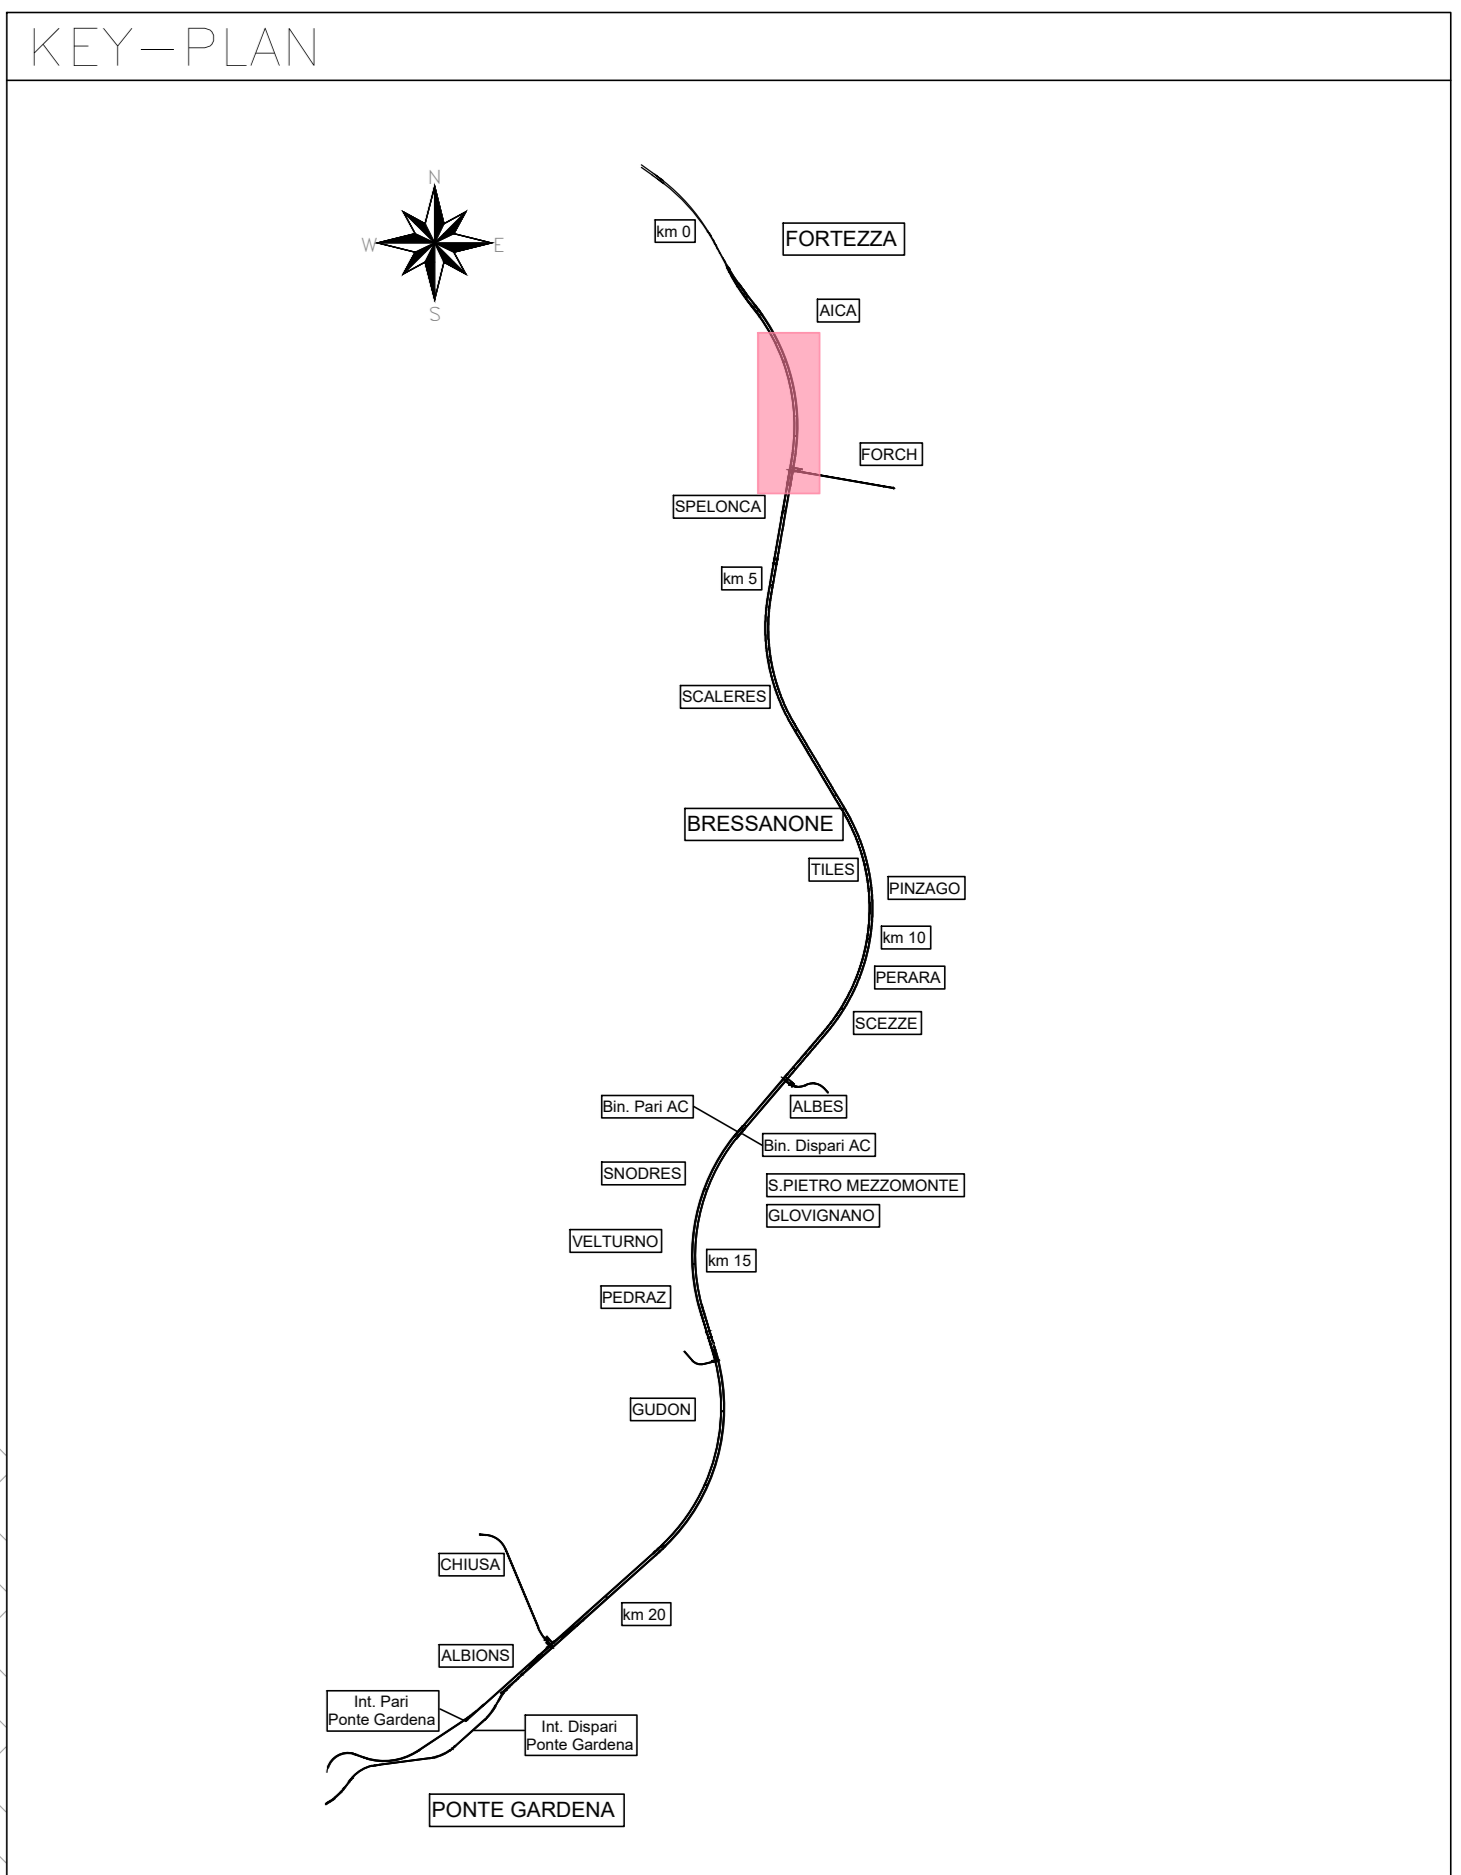 KEY-PLAN
N
W
E
S
km 0
FORTEZZA
AICA
FORCH
SPELONCA
km 5
SCALERES
BRESSANONE
TILES
PINZAGO
km 10
PERARA
SCEZZE
Bin. Pari AC
ALBES
Bin. Dispari AC
SNODRES
S.PIETRO MEZZOMONTE
GLOVIGNANO
VELTURNO
km 15
PEDRAZ
GUDON
CHIUSA
km 20
ALBIONS
Int. Pari
Ponte Gardena
Int. Dispari
Ponte Gardena
PONTE GARDENA